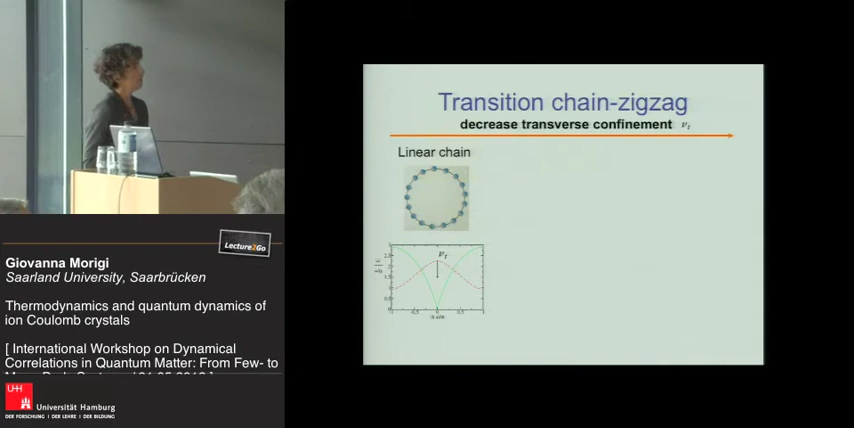 Transition chain-zigzag
decrease transverse confinement
Linear chain
Lecture2Go
Giovanna Morigi
Saarland University, Saarbrücken
Thermodynamics and quantum dynamics of
ion Coulomb crystals
[ International Workshop on Dynamical
Correlations in Quantum Matter: From Few- to
UH
Universität Hamburg
DER FORSCHUNG | DER LEHRE | DER BILDUNG